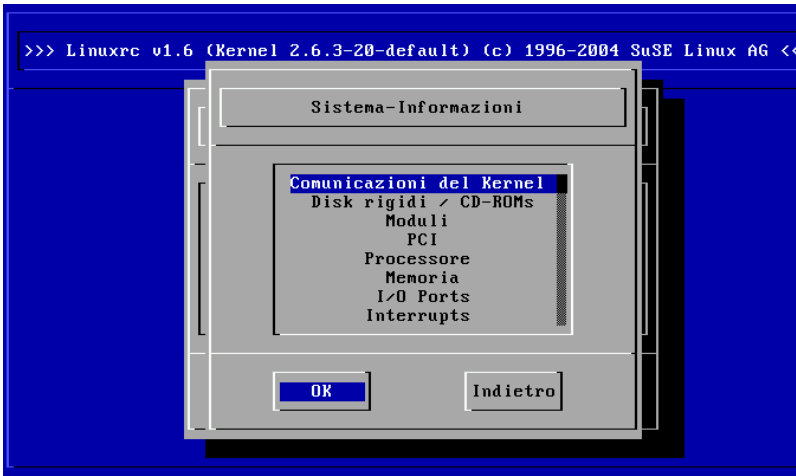 >>> Linuxrc v1.6 (Kernel 2.6.3-20-default) (c) 1996-2004 SuSE Linux AG <<
Sistema-Informazioni
Comunicazioni del Kernel
Disk rigidi / CD-ROMs
Moduli
PCI
Processore
Memoria
I/O Ports
Interrupts
OK
Indietro